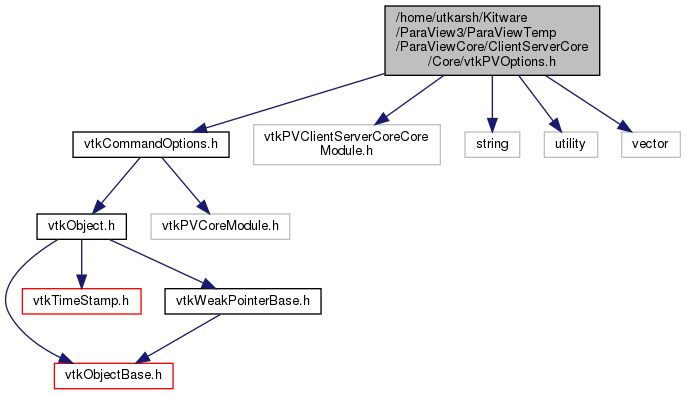 /home/utkarsh/Kitware
/ParaView3/ParaViewTemp
/ParaViewCore/ClientServerCore
/Core/vtkPVOptions.h
vtkCommandOptions.h
vtkPVClientServerCoreCore
Module.h
string
utility
vector
vtkObject.h
vtkPVCoreModule.h
vtkTimeStamp.h
vtkWeakPointerBase.h
vtkObjectBase.h